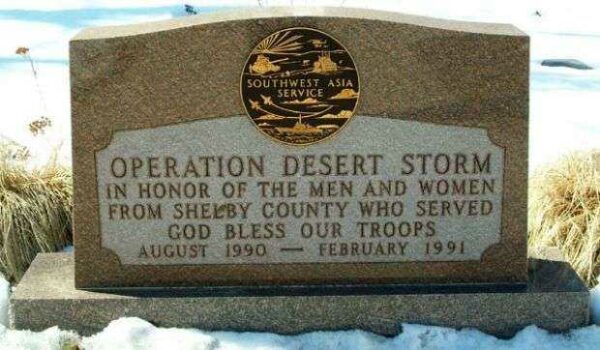 SOUTHWEST ASIA
SERVICE
OPERATION DESERT STORM
IN HONOR OF THE MEN AND WOMEN
FROM SHELBY COUNTY WHO SERVED
GOD BLESS OUR TROOPS
AUGUST 1990 — FEBRUARY 1991